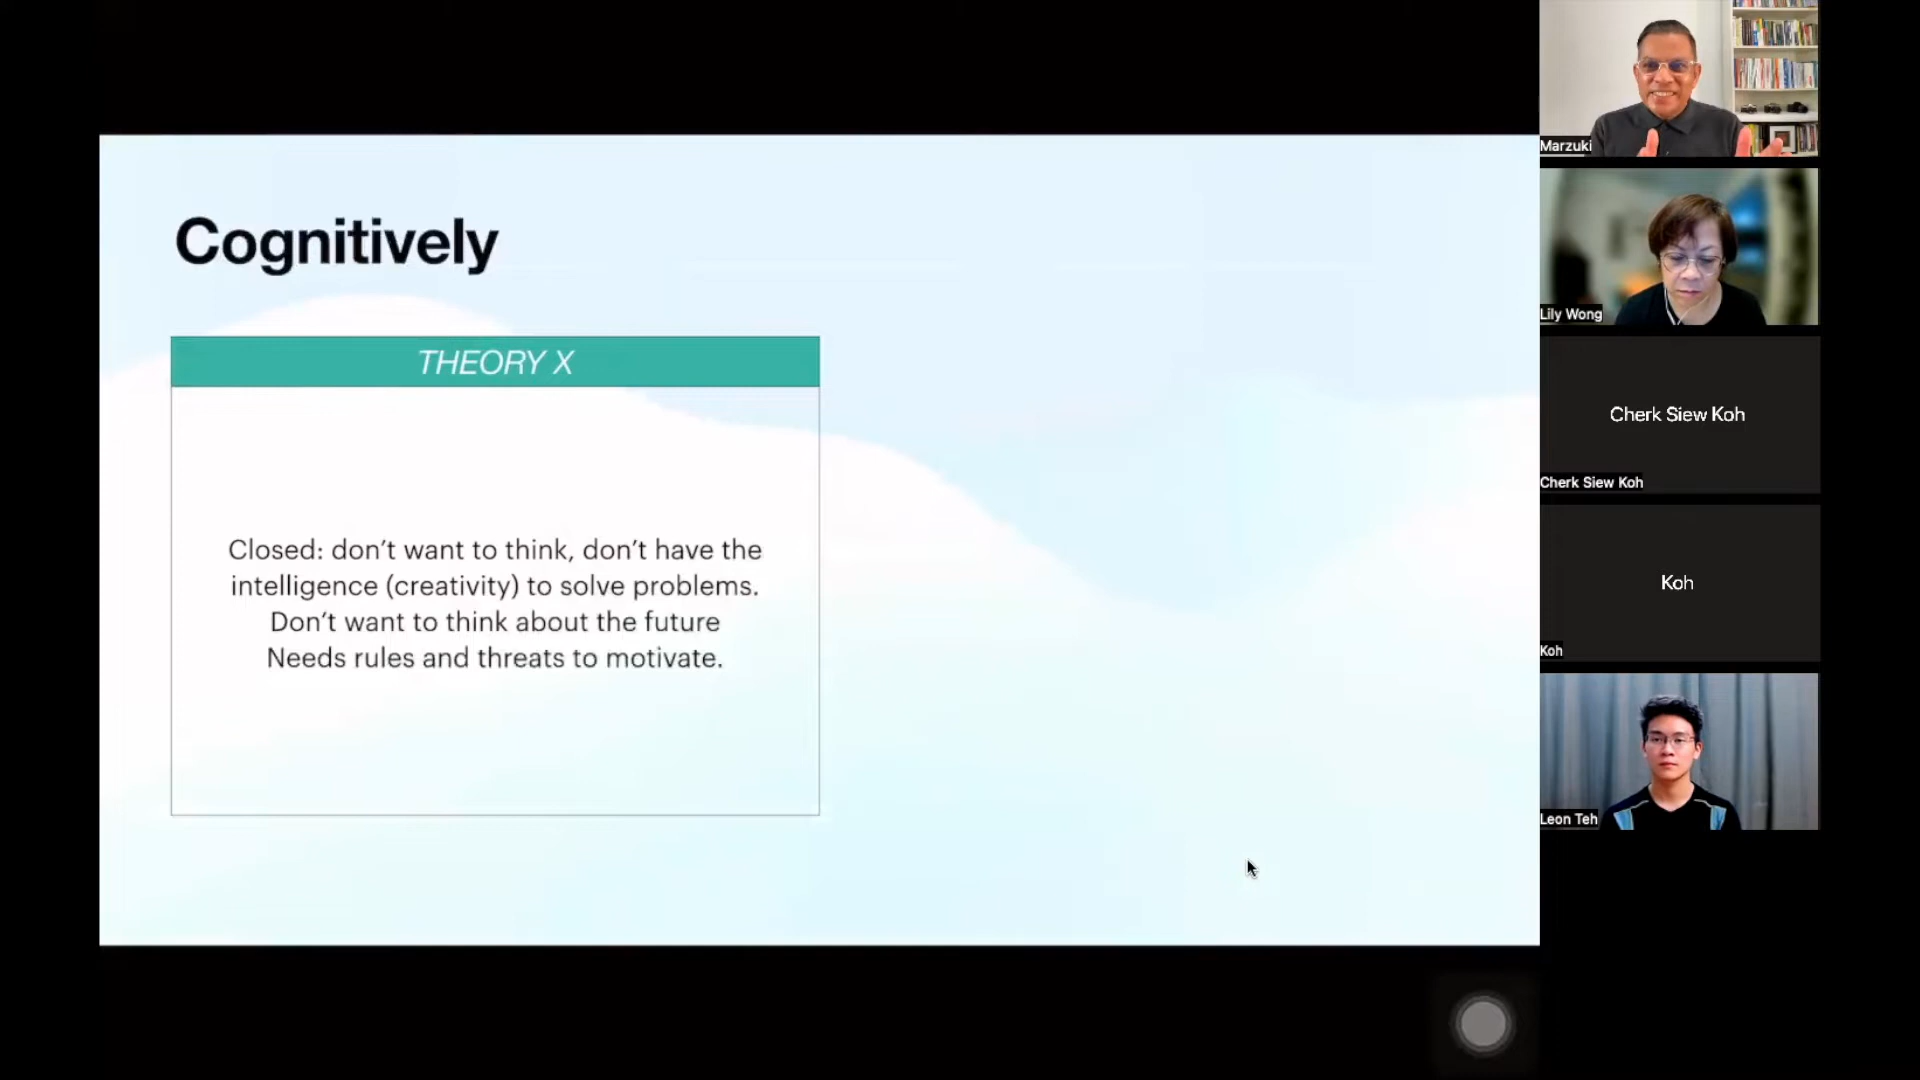 Cognitively
THEORY X
Closed: don’t want to think, don’t have the
intelligence (creativity) to solve problems.
Don’t want to think about the future
Needs rules and threats to motivate.
Marzuki
Lily Wong
Cherk Siew Koh
Cherk Siew Koh
Koh
Koh
Leon Teh